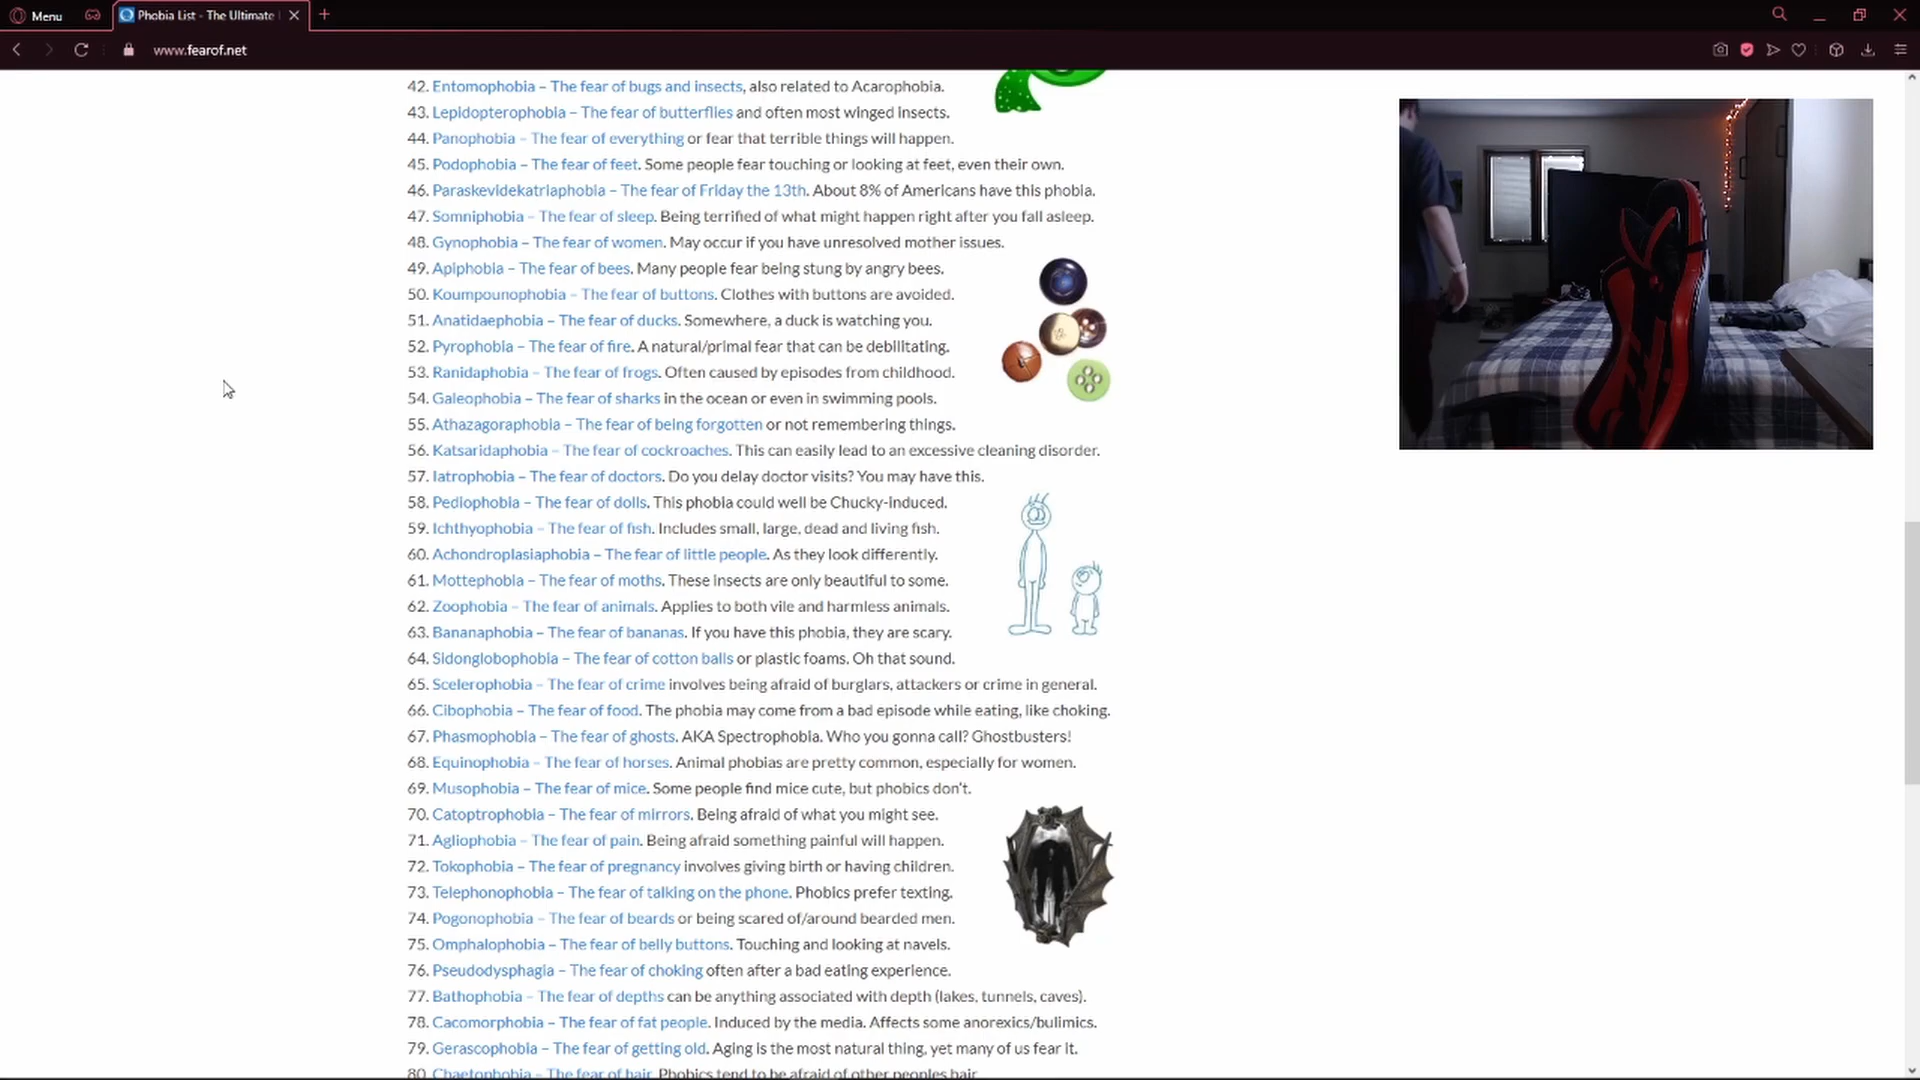 Menu
Phobia List - The Ultimate
www.fearof.net
42. Entomophobia – The fear of bugs and insects, also related to Acarophobia.
43. Lepidopterophobia – The fear of butterflies and often most winged insects.
44. Panophobia – The fear of everything or fear that terrible things will happen.
45. Podophobia – The fear of feet. Some people fear touching or looking at feet, even their own.
46. Paraskevidekatriaphobia – The fear of Friday the 13th. About 8% of Americans have this phobia.
47. Somniphobia – The fear of sleep. Being terrified of what might happen right after you fall asleep.
48. Gynophobia – The fear of women. May occur if you have unresolved mother issues.
49. Apiphobia – The fear of bees. Many people fear being stung by angry bees.
50. Koumpounophobia – The fear of buttons. Clothes with buttons are avoided.
51. Anatidaephobia – The fear of ducks. Somewhere, a duck is watching you.
52. Pyrophobia – The fear of fire. A natural/primal fear that can be debilitating.
53. Ranidaphobia – The fear of frogs. Often caused by episodes from childhood.
54. Galeophobia – The fear of sharks in the ocean or even in swimming pools.
55. Athazagoraphobia – The fear of being forgotten or not remembering things.
56. Katsaridaphobia – The fear of cockroaches. This can easily lead to an excessive cleaning disorder.
57. Iatrophobia – The fear of doctors. Do you delay doctor visits? You may have this.
58. Pediophobia – The fear of dolls. This phobia could well be Chucky-induced.
59. Ichthyophobia – The fear of fish. Includes small, large, dead and living fish.
60. Achondroplasiaphobia – The fear of little people. As they look differently.
61. Mottephobia – The fear of moths. These insects are only beautiful to some.
62. Zoophobia – The fear of animals. Applies to both vile and harmless animals.
63. Bananaphobia – The fear of bananas. If you have this phobia, they are scary.
64. Sidonglobophobia – The fear of cotton balls or plastic foams. Oh that sound.
65. Scelerophobia – The fear of crime involves being afraid of burglars, attackers or crime in general.
66. Cibophobia – The fear of food. The phobia may come from a bad episode while eating, like choking.
67. Phasmophobia – The fear of ghosts. AKA Spectrophobia. Who you gonna call? Ghostbusters!
68. Equinophobia – The fear of horses. Animal phobias are pretty common, especially for women.
69. Musophobia – The fear of mice. Some people find mice cute, but phobics don't.
70. Catoptrophobia – The fear of mirrors. Being afraid of what you might see.
71. Agliophobia – The fear of pain. Being afraid something painful will happen.
72. Tokophobia – The fear of pregnancy involves giving birth or having children.
73. Telephonophobia – The fear of talking on the phone. Phobics prefer texting.
74. Pogonophobia – The fear of beards or being scared of/around bearded men.
75. Omphalophobia – The fear of belly buttons. Touching and looking at navels.
76. Pseudodysphagia – The fear of choking often after a bad eating experience.
77. Bathophobia – The fear of depths can be anything associated with depth (lakes, tunnels, caves).
78. Cacomorphobia – The fear of fat people. Induced by the media. Affects some anorexics/bulimics.
79. Gerascophobia – The fear of getting old. Aging is the most natural thing, yet many of us fear it.
80. Chaetophobia – The fear of hair. Phobics tend to be afraid of other peoples hair.